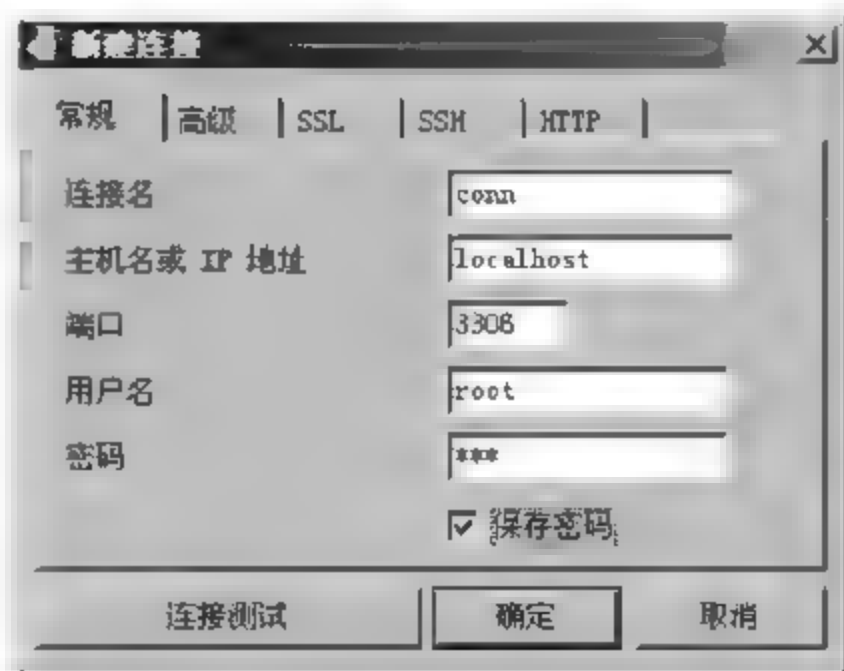 新建连接
常规 高级 SSL SSH HTTP
连接名 conn
主机名或 IP 地址 localhost
端口 3306
用户名 root
密码 ***
保存密码
连接测试 确定 取消